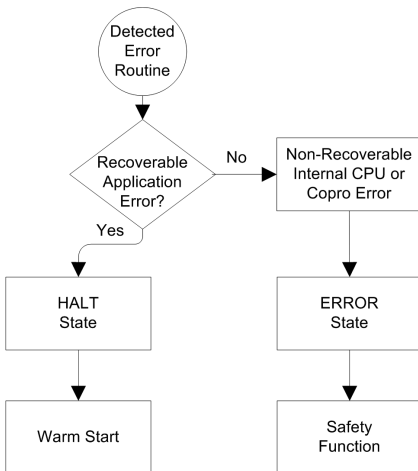 Detected
Error
Routine
Recoverable
Application
Error?
No
Non-Recoverable
Internal CPU or
Copro Error
Yes
HALT
State
ERROR
State
Warm Start
Safety
Function